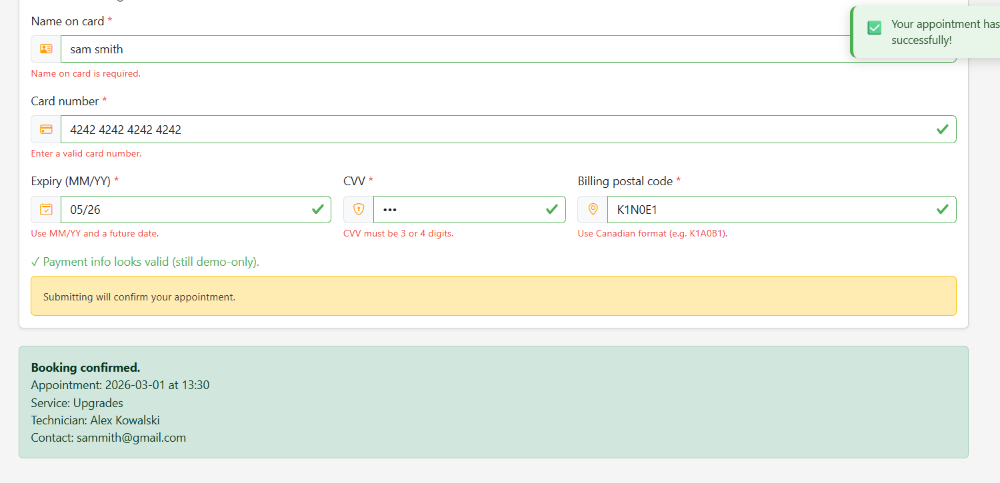 Name on card *
Your appointment has
successfully!
sam smith
Name on card is required.
Card number *
4242 4242 4242 4242
Enter a valid card number.
Expiry (MM/YY) *
CVV *
Billing postal code *
05/26
•••
K1N0E1
Use MM/YY and a future date.
CVV must be 3 or 4 digits.
Use Canadian format (e.g. K1A0B1).
✓ Payment info looks valid (still demo-only).
Submitting will confirm your appointment.
Booking confirmed.
Appointment: 2026-03-01 at 13:30
Service: Upgrades
Technician: Alex Kowalski
Contact: sammith@gmail.com